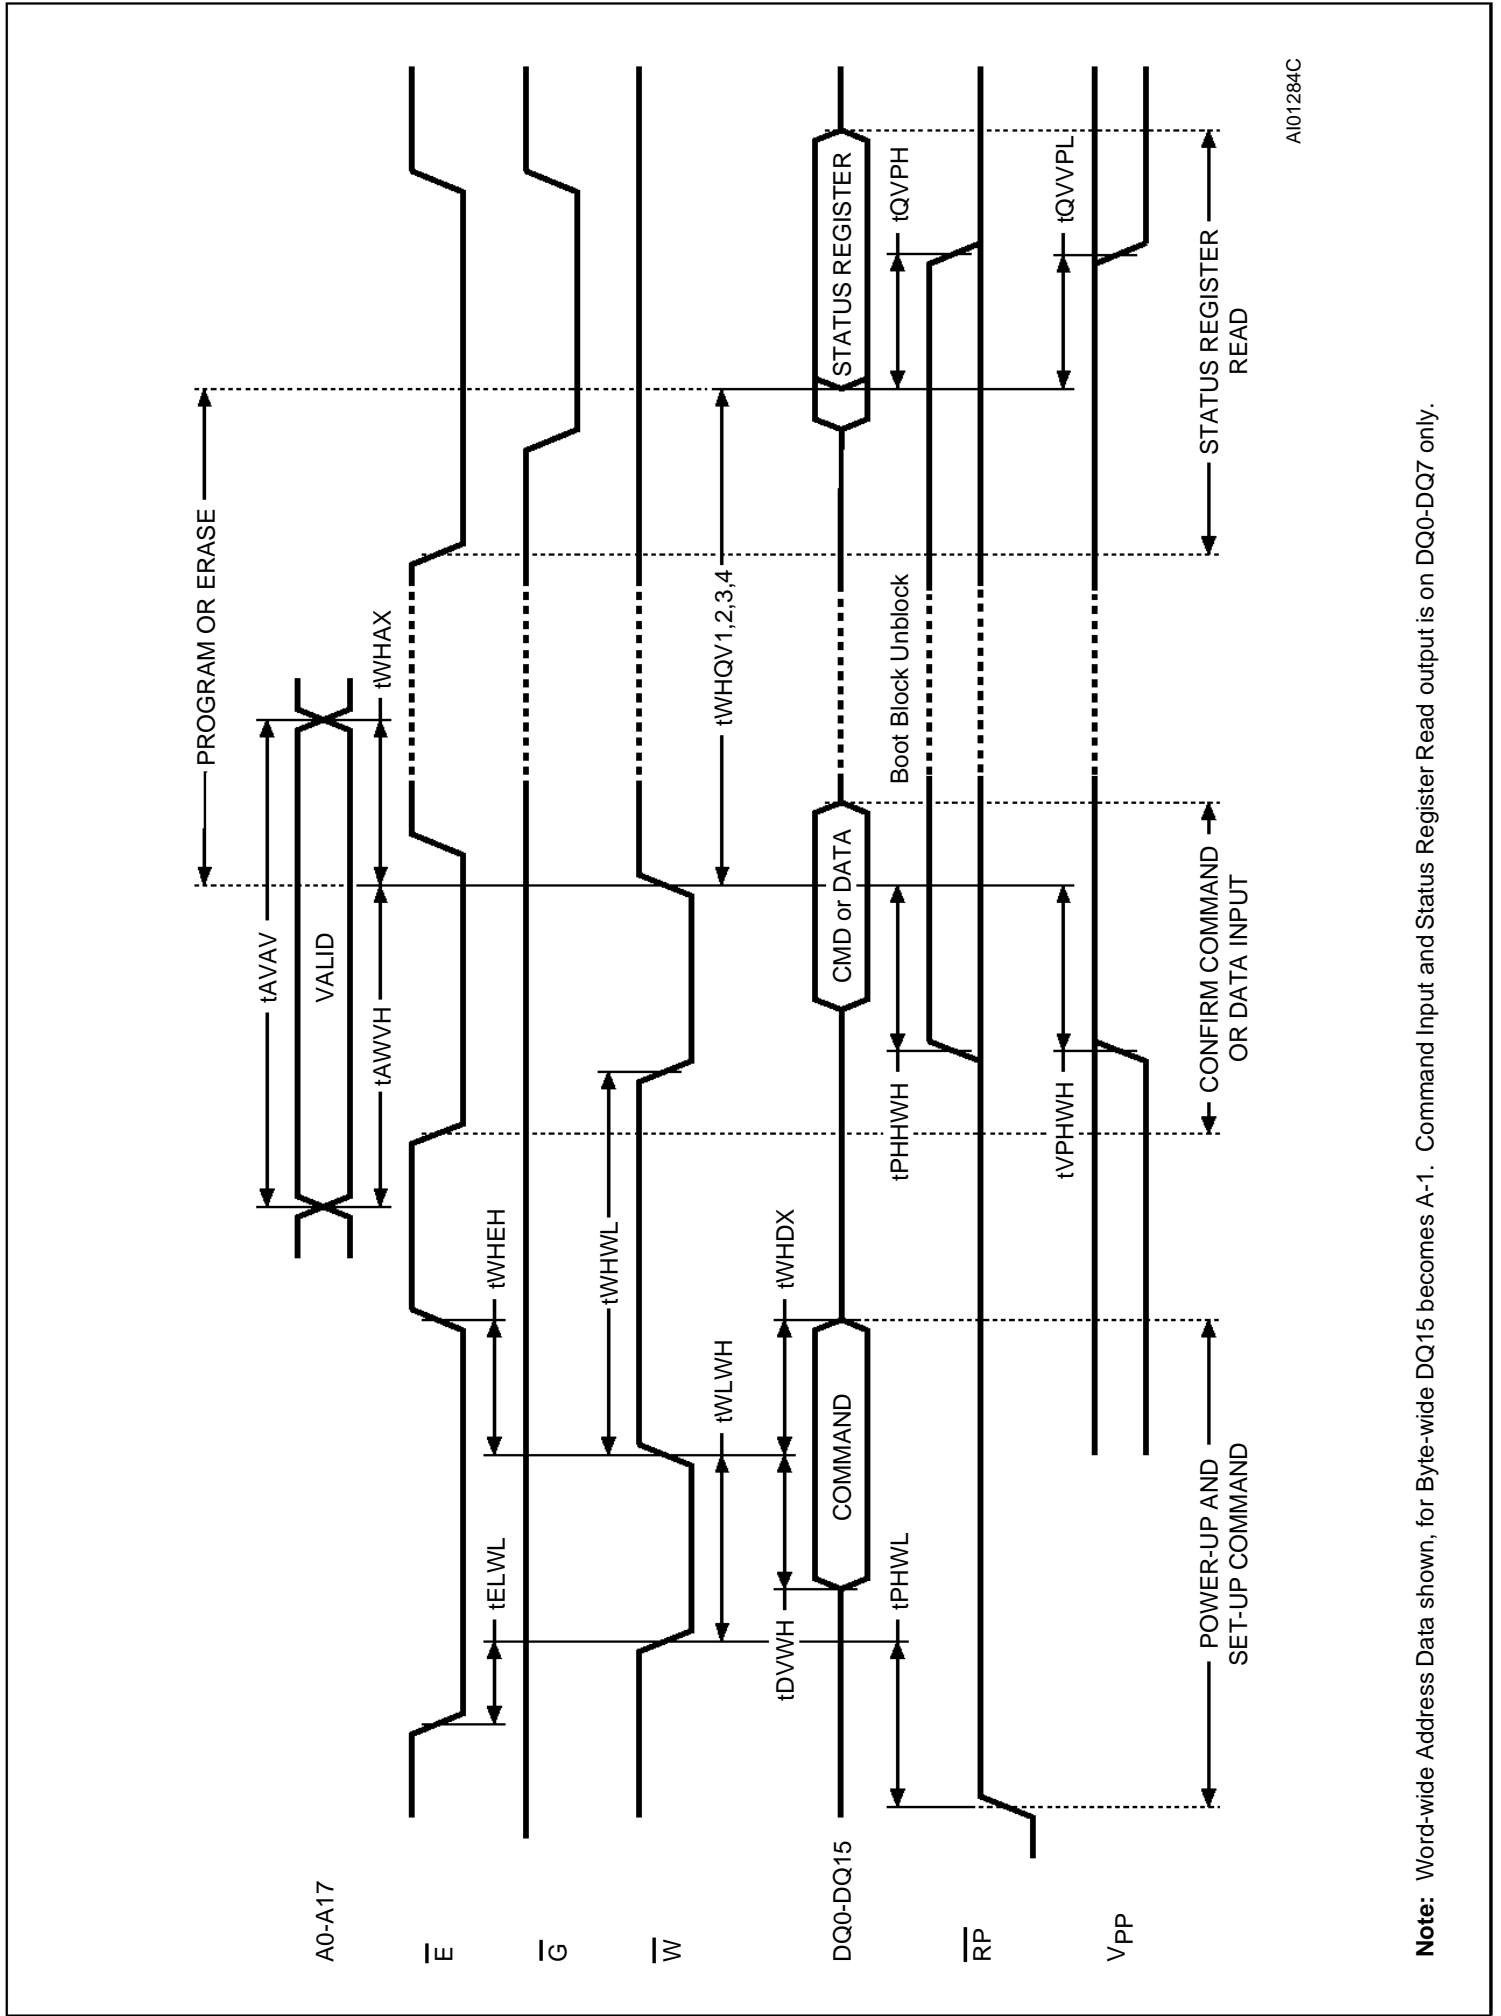 PROGRAM OR ERASE
tAVAV
A0-A17
VALID
tAWVH
tWHAX
E
tELWL
tWHEH
G
tWHWL
W
tWLWH
tWHQV1,2,3,4
tDVWH
tWHDX
DQ0-DQ15
COMMAND
CMD or DATA
STATUS REGISTER
tPHWL
tPHHWH
Boot Block Unblock
tQVPH
RP
tVPHWH
tQVVPL
VPP
POWER-UP AND
SET-UP COMMAND
CONFIRM COMMAND
OR DATA INPUT
STATUS REGISTER
READ
AI01284C
Note: Word-wide Address Data shown, for Byte-wide DQ15 becomes A-1. Command Input and Status Register Read output is on DQ0-DQ7 only.